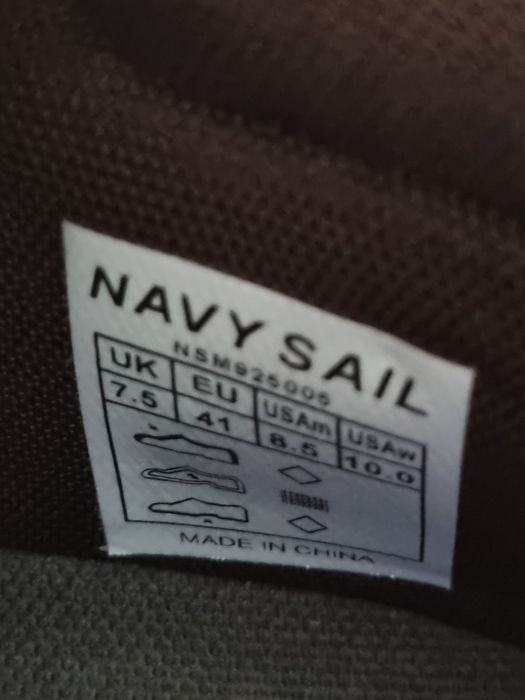 NAVY SAIL
NSM925005
UK EU USAm USAw
7.5 41 8.5 10.0
MADE IN CHINA